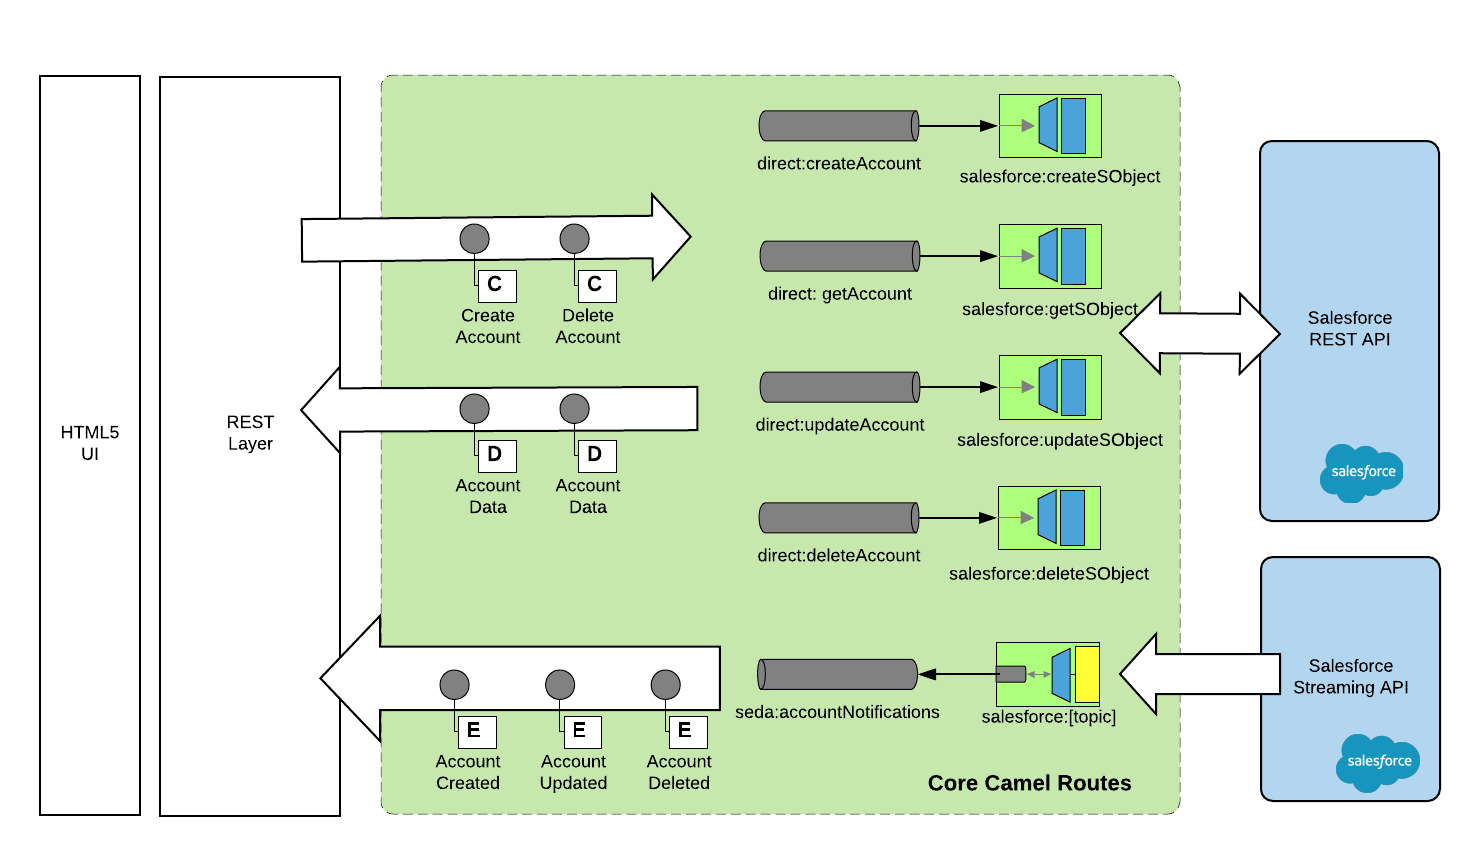 HTML5
UI
REST
Layer
C
Create
Account
C
Delete
Account
D
Account
Data
D
Account
Data
E
Account
Created
E
Account
Updated
E
Account
Deleted
direct:createAccount
salesforce:createSObject
direct: getAccount
salesforce:getSObject
direct:updateAccount
salesforce:updateSObject
direct:deleteAccount
salesforce:deleteSObject
seda:accountNotifications
salesforce:[topic]
Core Camel Routes
Salesforce
REST API
salesforce
Salesforce
Streaming API
salesforce